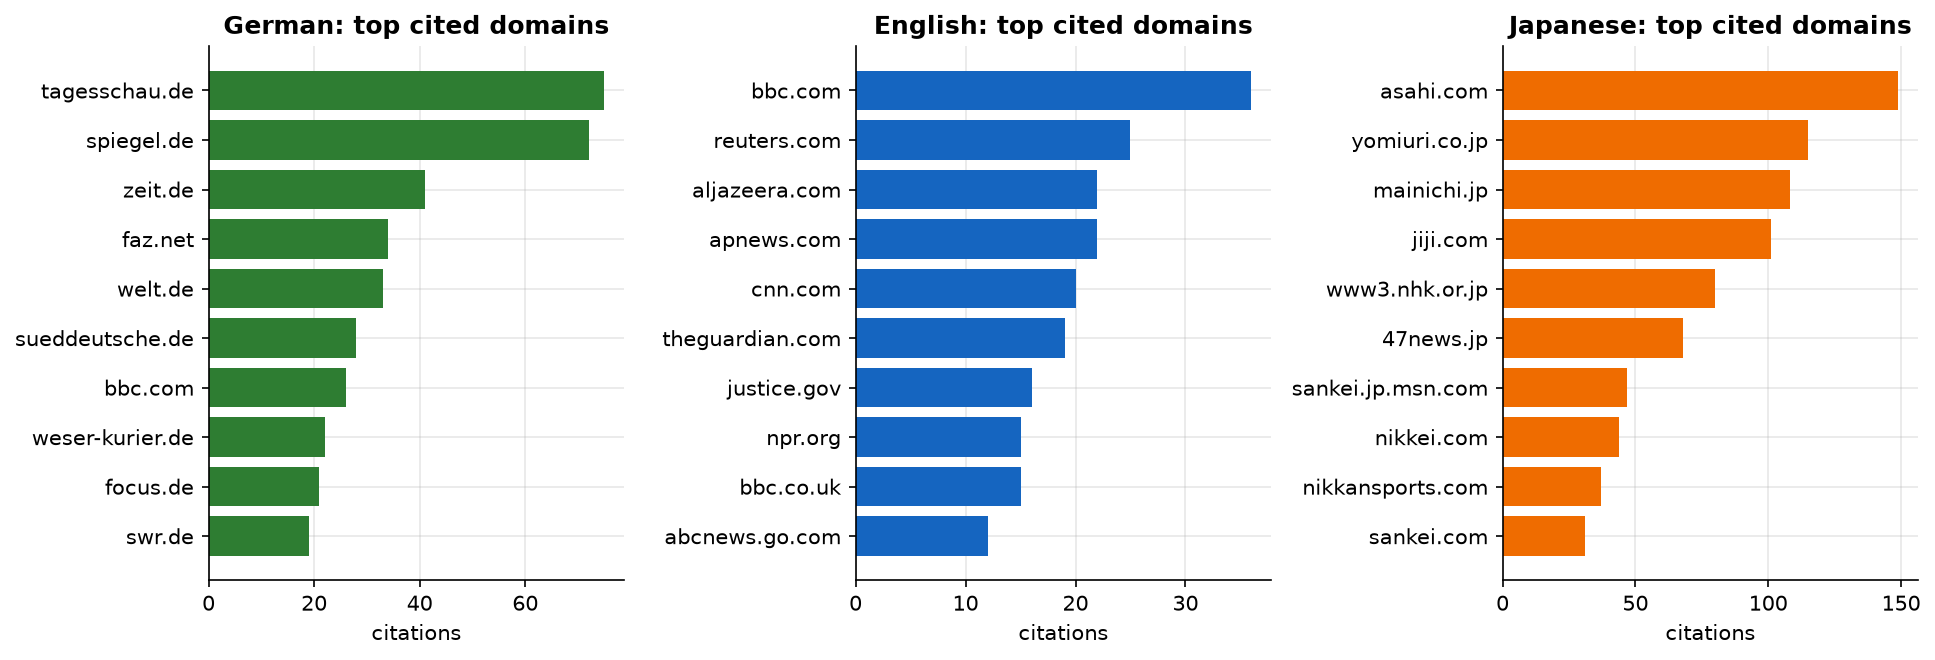 German: top cited domains
tagesschau.de
spiegel.de
zeit.de
faz.net
welt.de
sueddeutsche.de
bbc.com
weser-kurier.de
focus.de
swr.de
0 20 40 60
citations
English: top cited domains
bbc.com
reuters.com
aljazeera.com
apnews.com
cnn.com
theguardian.com
justice.gov
npr.org
bbc.co.uk
abcnews.go.com
0 10 20 30
citations
Japanese: top cited domains
asahi.com
yomiuri.co.jp
mainichi.jp
jiji.com
www3.nhk.or.jp
47news.jp
sankei.jp.msn.com
nikkei.com
nikkansports.com
sankei.com
0 50 100 150
citations